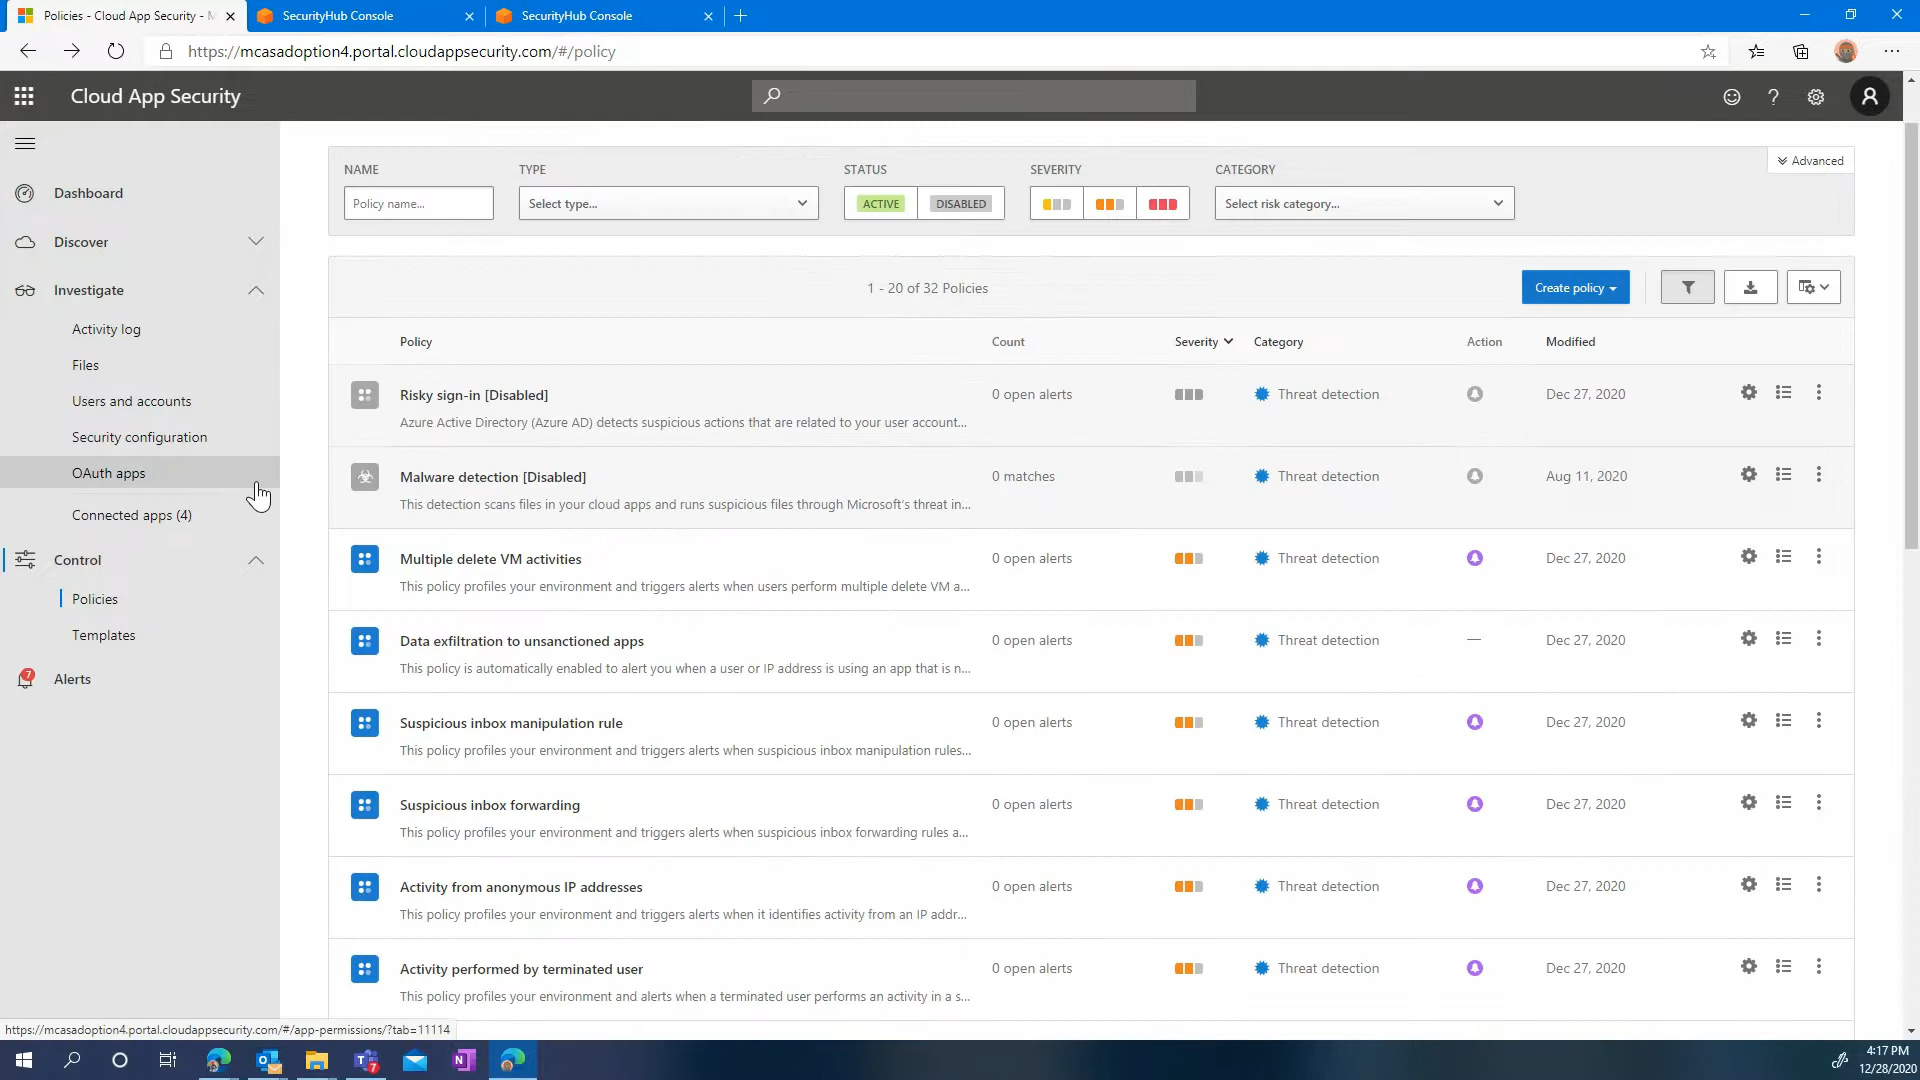 Policies - Cloud App Security - M
SecurityHub Console
SecurityHub Console
https://mcasadoption4.portal.cloudappsecurity.com/#/policy
Cloud App Security
Dashboard
Discover
Investigate
Activity log
Files
Users and accounts
Security configuration
OAuth apps
Connected apps (4)
Control
Policies
Templates
7
Alerts
NAME
TYPE
STATUS
SEVERITY
CATEGORY
Advanced
Policy name...
Select type...
ACTIVE
DISABLED
Select risk category...
1 - 20 of 32 Policies
Create policy
Policy Count Severity Category Action Modified
Risky sign-in [Disabled] 0 open alerts Threat detection Dec 27, 2020
Azure Active Directory (Azure AD) detects suspicious actions that are related to your user account...
Malware detection [Disabled] 0 matches Threat detection Aug 11, 2020
This detection scans files in your cloud apps and runs suspicious files through Microsoft's threat in...
Multiple delete VM activities 0 open alerts Threat detection Dec 27, 2020
This policy profiles your environment and triggers alerts when users perform multiple delete VM a...
Data exfiltration to unsanctioned apps 0 open alerts Threat detection — Dec 27, 2020
This policy is automatically enabled to alert you when a user or IP address is using an app that is n...
Suspicious inbox manipulation rule 0 open alerts Threat detection Dec 27, 2020
This policy profiles your environment and triggers alerts when suspicious inbox manipulation rules...
Suspicious inbox forwarding 0 open alerts Threat detection Dec 27, 2020
This policy profiles your environment and triggers alerts when suspicious inbox forwarding rules a...
Activity from anonymous IP addresses 0 open alerts Threat detection Dec 27, 2020
This policy profiles your environment and triggers alerts when it identifies activity from an IP addr...
Activity performed by terminated user 0 open alerts Threat detection Dec 27, 2020
This policy profiles your environment and alerts when a terminated user performs an activity in a s...
https://mcasadoption4.portal.cloudappsecurity.com/#/app-permissions/?tab=11114
4:17 PM
12/28/2020